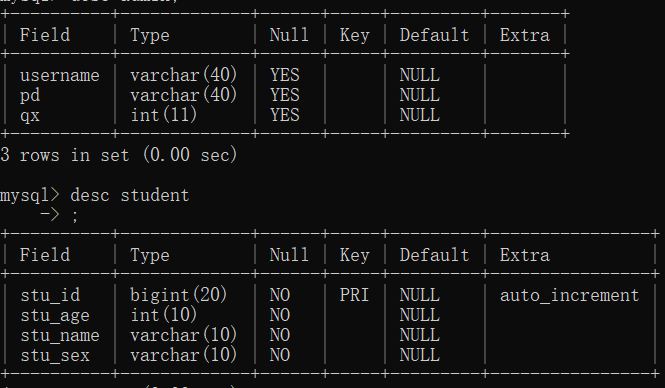 mysql> desc admin;
+----------+-------------+------+-----+---------+-------+
| Field | Type | Null | Key | Default | Extra |
+----------+-------------+------+-----+---------+-------+
| username | varchar(40) | YES | | NULL | |
| pd | varchar(40) | YES | | NULL | |
| qx | int(11) | YES | | NULL | |
+----------+-------------+------+-----+---------+-------+
3 rows in set (0.00 sec)
mysql> desc student
-> ;
+----------+-------------+------+-----+---------+----------------+
| Field | Type | Null | Key | Default | Extra |
+----------+-------------+------+-----+---------+----------------+
| stu_id | bigint(20) | NO | PRI | NULL | auto_increment |
| stu_age | int(10) | NO | | NULL | |
| stu_name | varchar(10) | NO | | NULL | |
| stu_sex | varchar(10) | NO | | NULL | |
+----------+-------------+------+-----+---------+----------------+